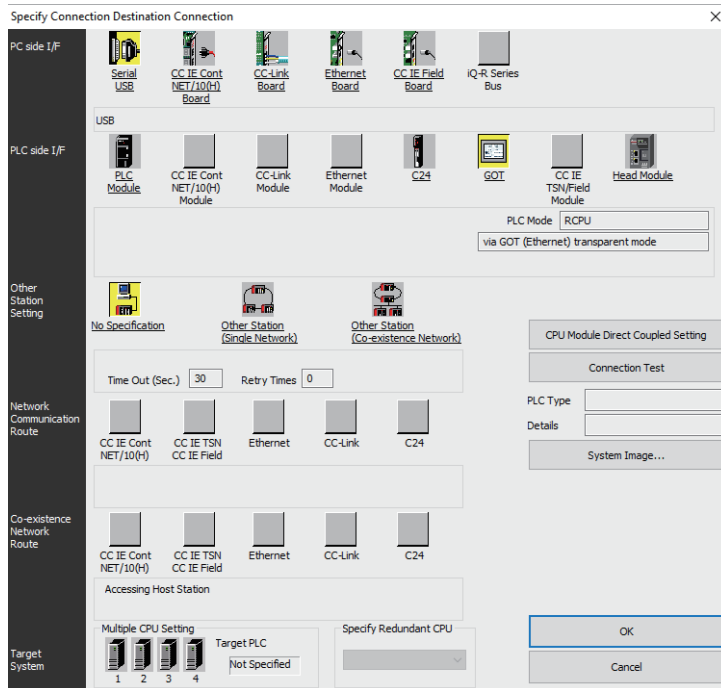 Specify Connection Destination Connection
PC side I/F
Serial
USB
CC IE Cont
NET/10(H)
Board
CC-Link
Board
Ethernet
Board
CC IE Field
Board
iQ-R Series
Bus
USB
PLC side I/F
PLC
Module
CC IE Cont
NET/10(H)
Module
CC-Link
Module
Ethernet
Module
C24
GOT
CC IE
TSN/Field
Module
Head Module
PLC Mode RCPU
via GOT (Ethernet) transparent mode
Other
Station
Setting
No Specification
Other Station
(Single Network)
Other Station
(Co-existence Network)
CPU Module Direct Coupled Setting
Connection Test
Time Out (Sec.) 30 Retry Times 0
PLC Type
Details
System Image...
Network
Communication
Route
CC IE Cont
NET/10(H)
CC IE TSN
CC IE Field
Ethernet
CC-Link
C24
Co-existence
Network
Route
CC IE Cont
NET/10(H)
CC IE TSN
CC IE Field
Ethernet
CC-Link
C24
Accessing Host Station
Target
System
Multiple CPU Setting
1 2 3 4
Target PLC
Not Specified
Specify Redundant CPU
OK
Cancel